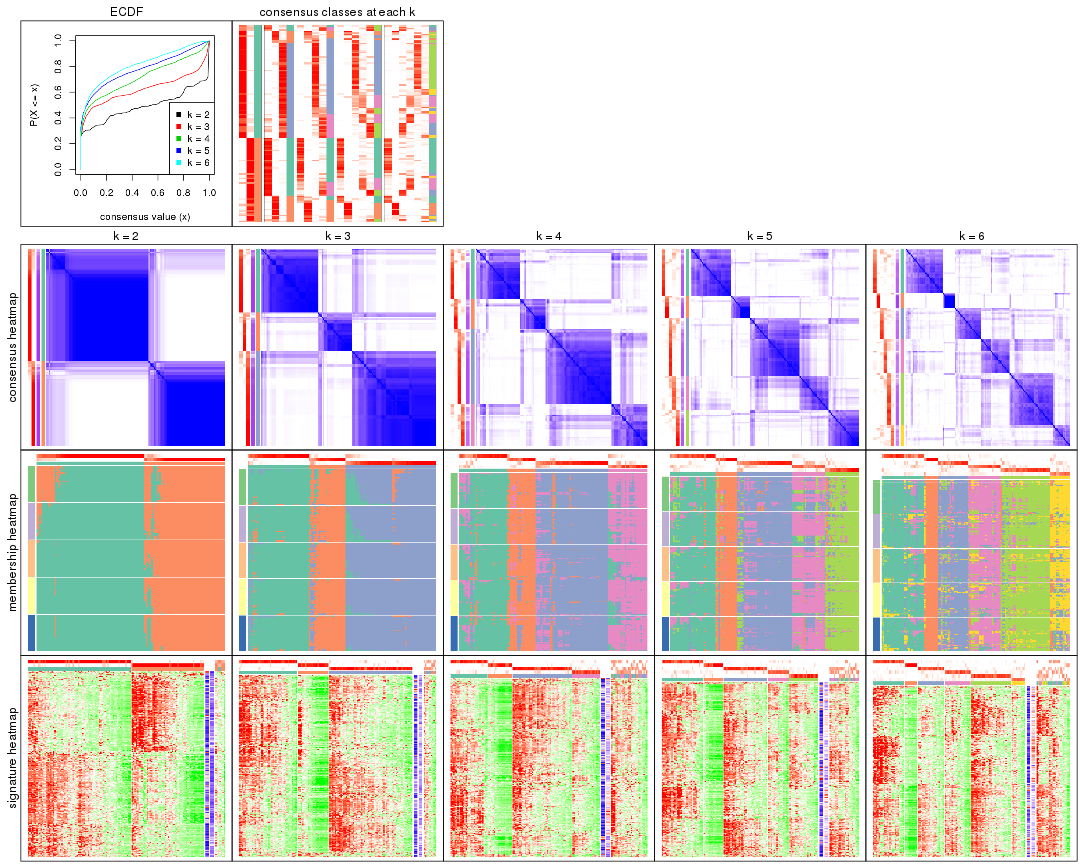 ECDF
consensus classes at each k
P(X <= x)
0.0 0.2 0.4 0.6 0.8 1.0
k = 2
k = 3
k = 4
k = 5
k = 6
0.0 0.2 0.4 0.6 0.8 1.0
consensus value (x)
k = 2
k = 3
k = 4
k = 5
k = 6
consensus heatmap
membership heatmap
signature heatmap